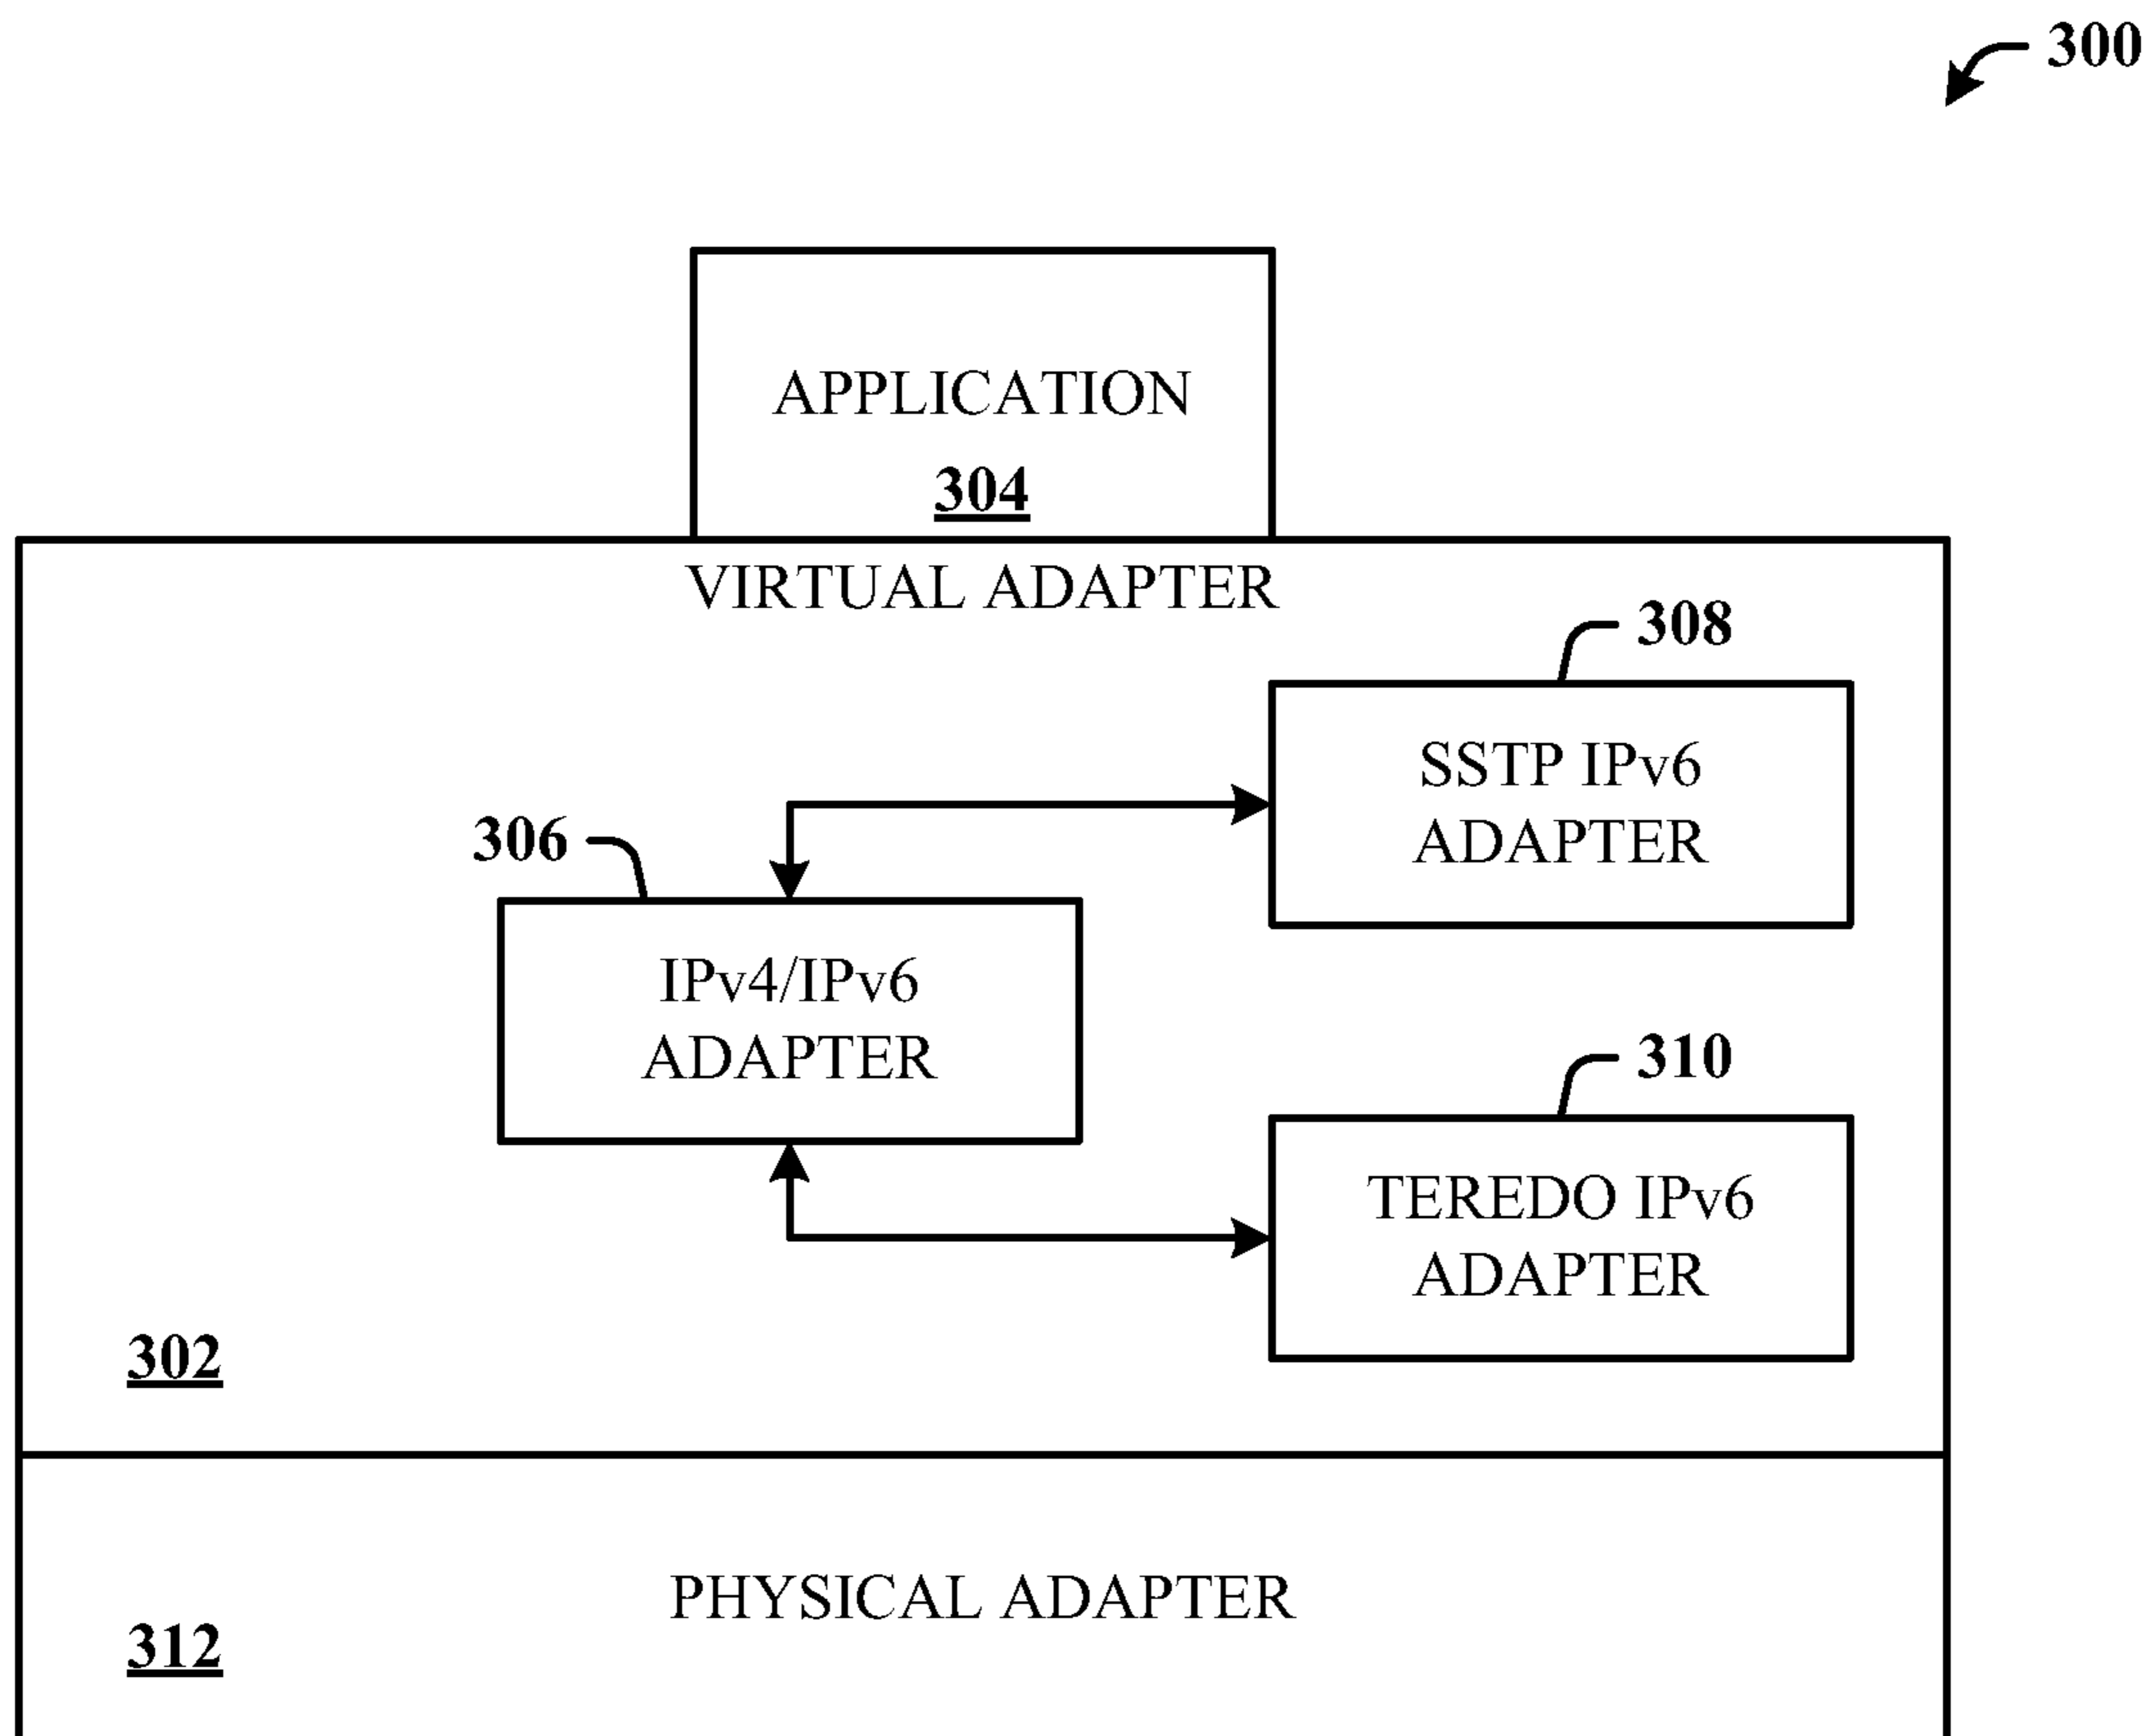 300
APPLICATION
304
VIRTUAL ADAPTER
308
SSTP IPv6
ADAPTER
306
IPv4/IPv6
ADAPTER
310
TEREDO IPv6
ADAPTER
302
PHYSICAL ADAPTER
312